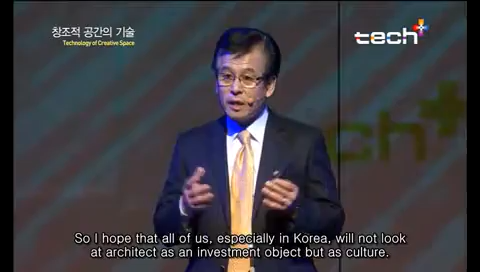 창조적 공간의 기술
Technology of Creative Space
tech+
ch+
So I hope that all of us, especially in Korea, will not look
at architect as an investment object but as culture.